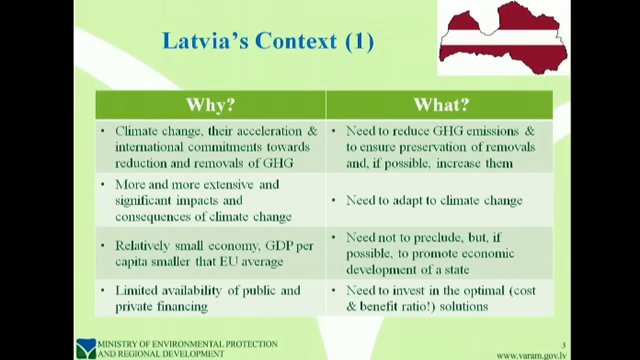 Latvia's Context (1)
Why?
What?
• Climate change, their acceleration &
international commitments towards
reduction and removals of GHG
• Need to reduce GHG emissions &
to ensure preservation of removals
and, if possible, increase them
• More and more extensive and
significant impacts and
consequences of climate change
• Need to adapt to climate change
• Relatively small economy, GDP per
capita smaller that EU average
• Need not to preclude, but, if
possible, to promote economic
development of a state
• Limited availability of public and
private financing
• Need to invest in the optimal (cost
& benefit ratio!) solutions
MINISTRY OF ENVIRONMENTAL PROTECTION
AND REGIONAL DEVELOPMENT
3
www.varam.gov.lv